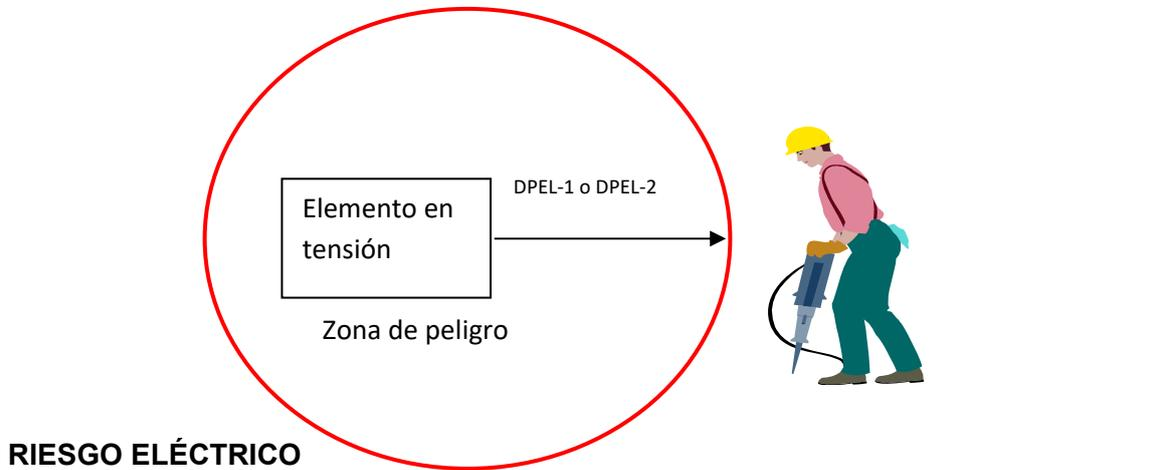 DPEL-1 o DPEL-2
Elemento en
tensión
Zona de peligro
RIESGO ELÉCTRICO